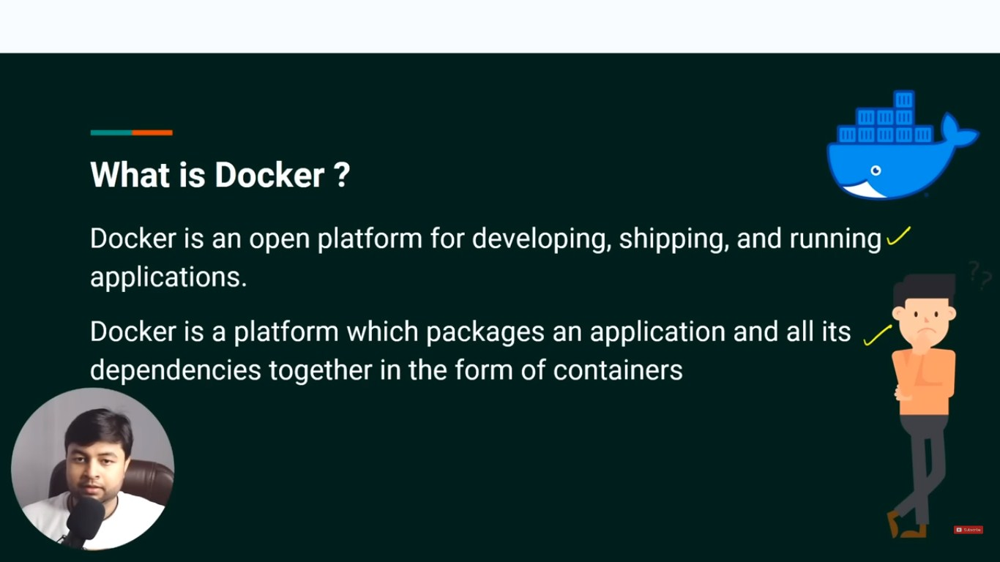 What is Docker ?
Docker is an open platform for developing, shipping, and running
applications.
??
Docker is a platform which packages an application and all its
dependencies together in the form of containers
Subscribe